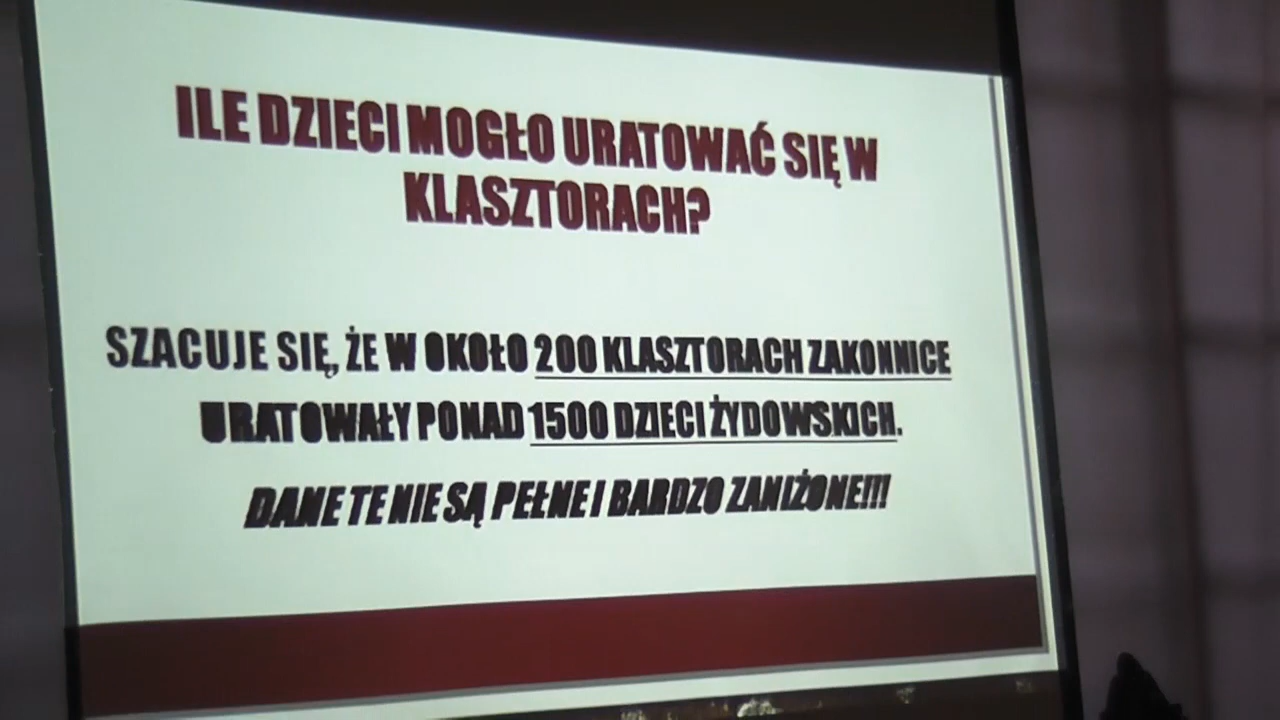 ILE DZIECI MOGŁO URATOWAĆ SIĘ W
KLASZTORACH?
SZACUJE SIĘ, ŻE W OKOŁO 200 KLASZTORACH ZAKONNICE
URATOWAŁY PONAD 1500 DZIECI ŻYDOWSKICH.
DANE TE NIE SĄ PEŁNE I BARDZO ZANIŻONE!!!